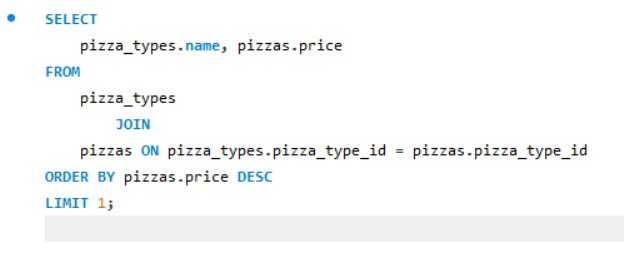 SELECT
pizza_types.name, pizzas.price
FROM
pizza_types
JOIN
pizzas ON pizza_types.pizza_type_id = pizzas.pizza_type_id
ORDER BY pizzas.price DESC
LIMIT 1;